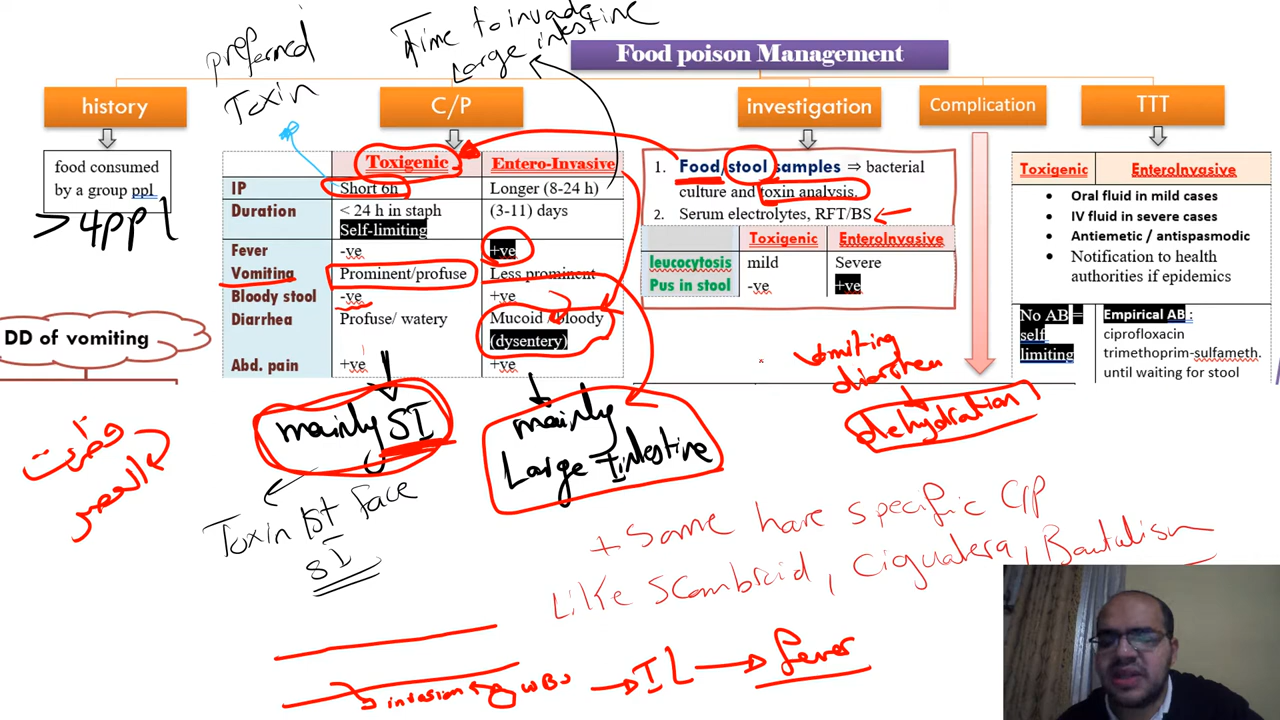 Time to invade
Large intestine
preferred
Toxin
Food poison Management
history
C/P
investigation
Complication
TTT
food consumed
by a group ppl
>4ppl
Toxigenic
Entero-Invasive
IP
Short 6h
Longer (8-24 h)
Duration
< 24 h in staph
Self-limiting
(3-11) days
Fever
-ve
+ve
Vomiting
Prominent/profuse
Less prominent
Bloody stool
-ve
+ve
Diarrhea
Profuse/ watery
Mucoid / bloody
(dysentery)
Abd. pain
+ve
+ve
1. Food/stool samples ⇒ bacterial
culture and toxin analysis.
2. Serum electrolytes, RFT/BS
Toxigenic
EnteroInvasive
leucocytosis
mild
Severe
Pus in stool
-ve
+ve
Toxigenic
EnteroInvasive
• Oral fluid in mild cases
• IV fluid in severe cases
• Antiemetic / antispasmodic
• Notification to health
authorities if epidemics
No AB =
self
limiting
Empirical AB :
ciprofloxacin
trimethoprim-sulfameth.
until waiting for stool
DD of vomiting
mainly SI
mainly
Large Intestine
vomiting
diarrhea
dehydration
Toxin 1st face
SI
+ Some have specific C/P
Like Scombroid, Ciguatera, Boutulism
invasion
WBs
IL
fever